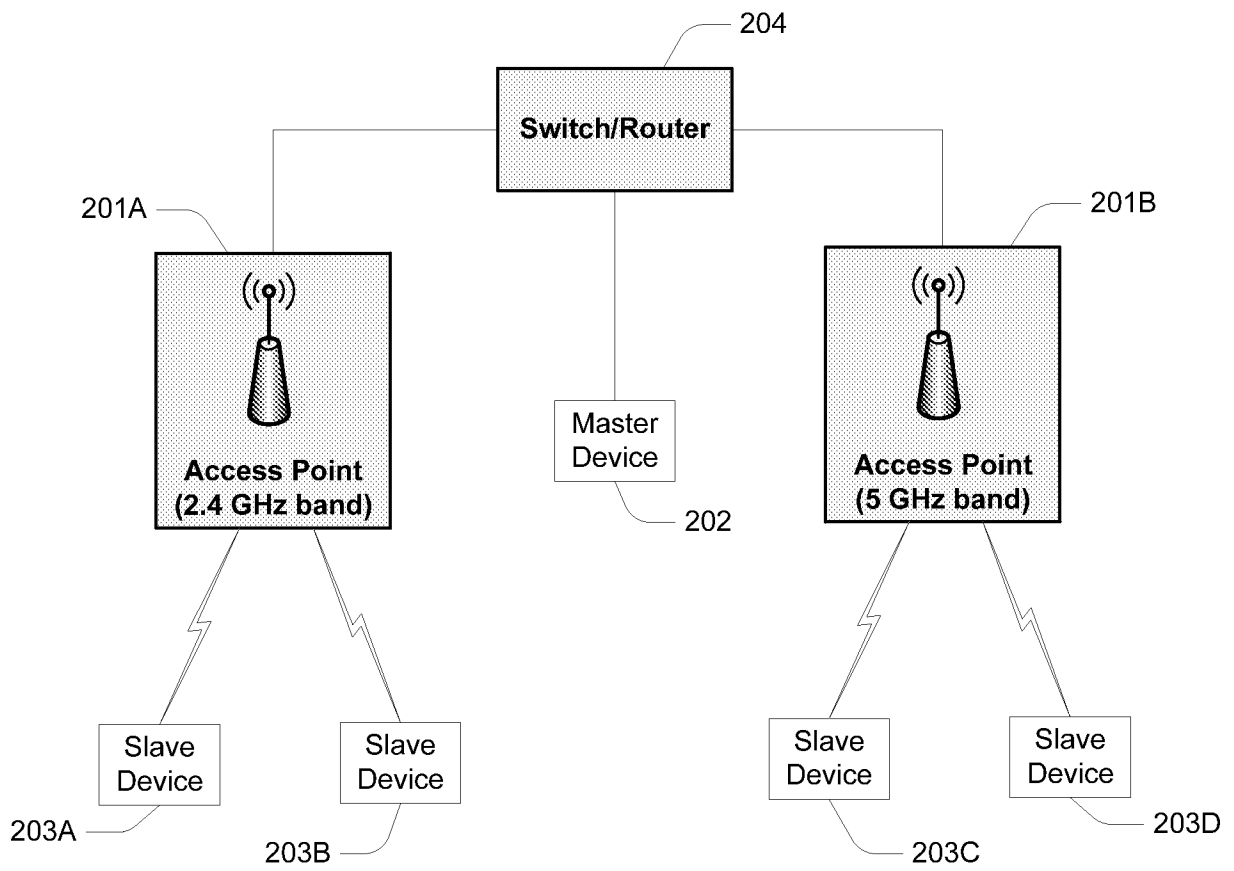 204
Switch/Router
201A
201B
Access Point
(2.4 GHz band)
Master
Device
202
Access Point
(5 GHz band)
Slave
Device
203A
Slave
Device
203B
Slave
Device
203C
Slave
Device
203D